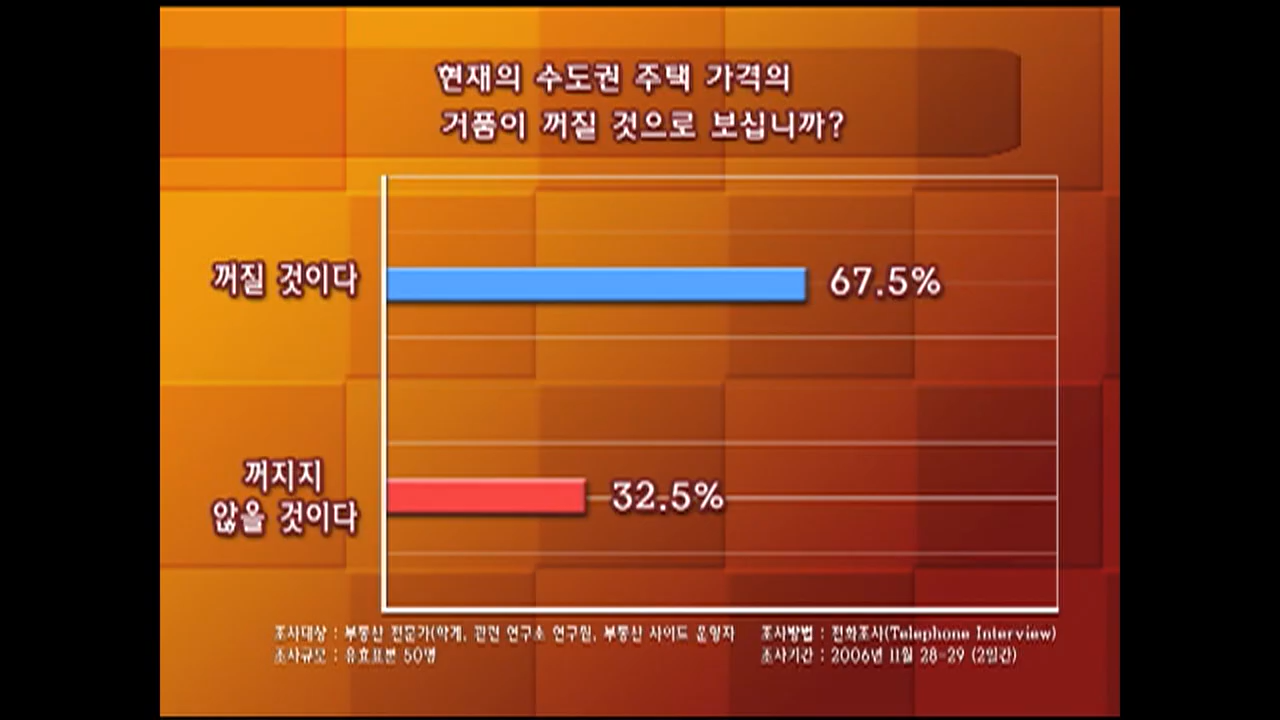 현재의 수도권 주택 가격의
거품이 꺼질 것으로 보십니까?
꺼질 것이다
67.5%
꺼지지
않을 것이다
32.5%
조사대상 : 부동산 전문가(학계, 관련 연구소 연구원, 부동산 사이트 운영자
조사규모 : 유효표본 50명
조사방법 : 전화조사(Telephone Interview)
조사기간 : 2006년 11월 28-29 (2일간)